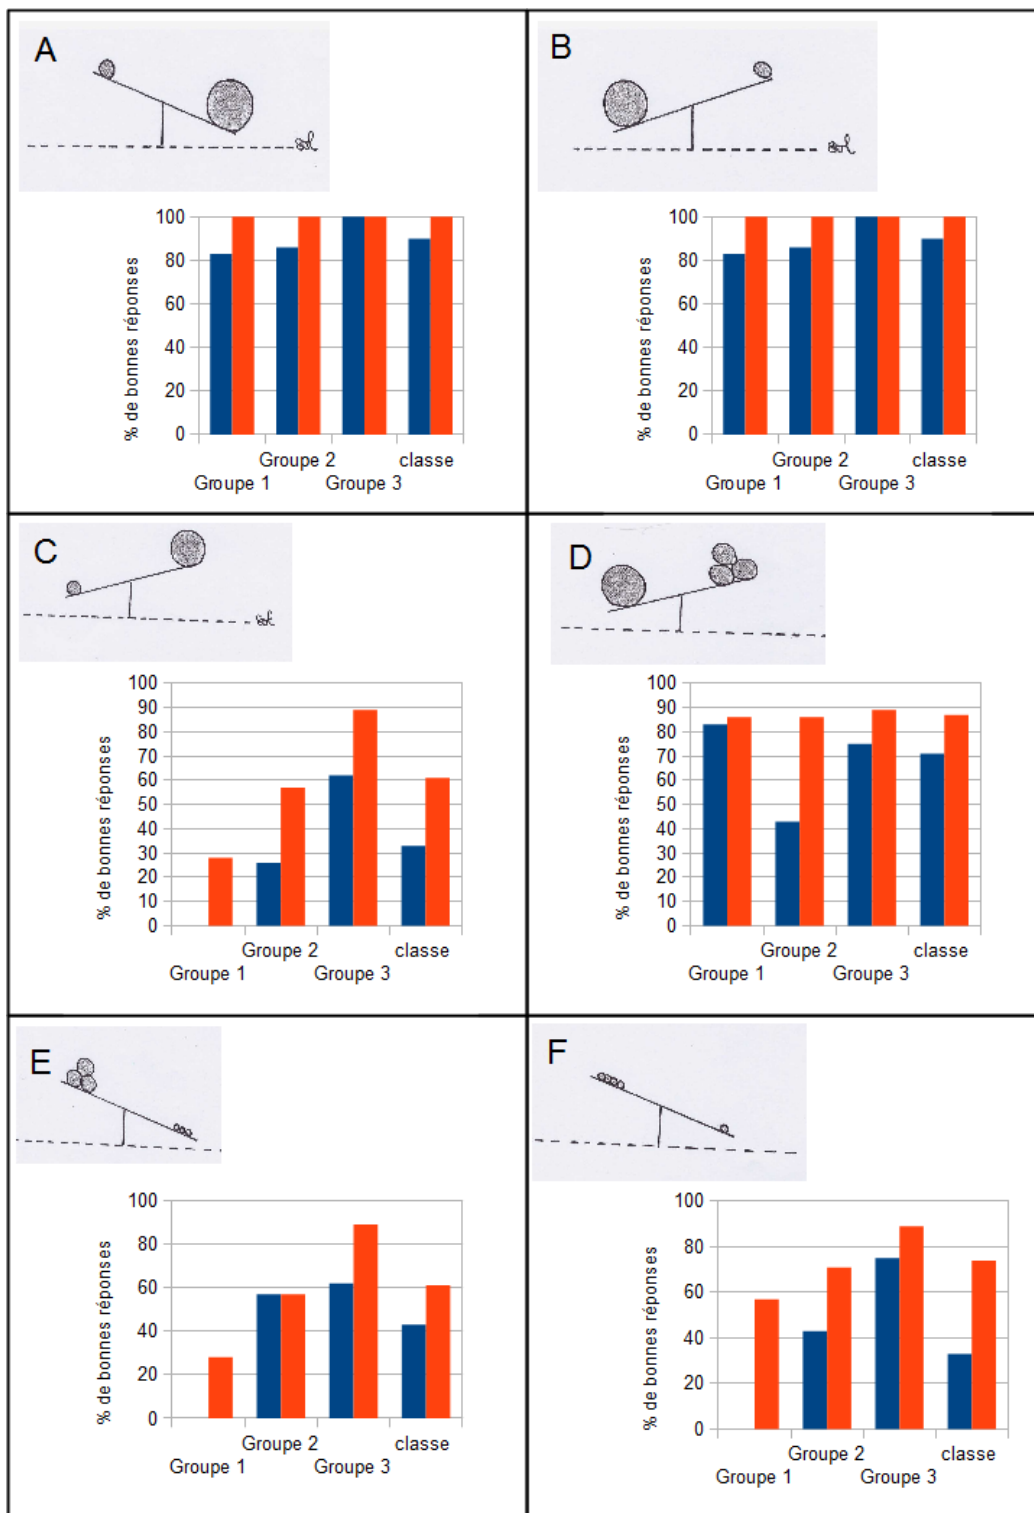 A
sol
% de bonnes réponses
100
80
60
40
20
0
Groupe 2
classe
Groupe 1
Groupe 3
B
sol
% de bonnes réponses
100
80
60
40
20
0
Groupe 2
classe
Groupe 1
Groupe 3
C
sol
% de bonnes réponses
100
90
80
70
60
50
40
30
20
10
0
Groupe 2
classe
Groupe 1
Groupe 3
D
% de bonnes réponses
100
90
80
70
60
50
40
30
20
10
0
Groupe 2
classe
Groupe 1
Groupe 3
E
% de bonnes réponses
100
80
60
40
20
0
Groupe 2
classe
Groupe 1
Groupe 3
F
% de bonnes réponses
100
80
60
40
20
0
Groupe 2
classe
Groupe 1
Groupe 3